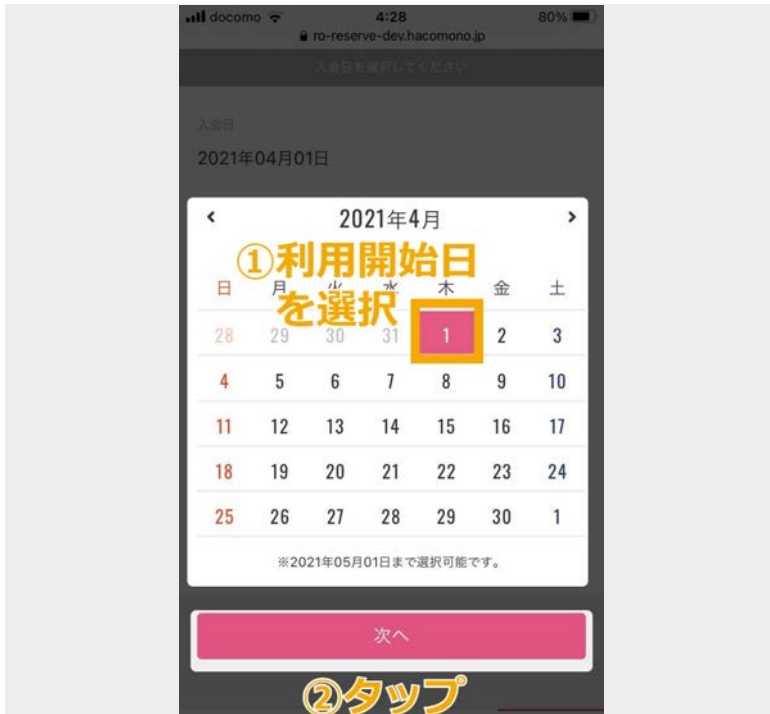 docomo 4:28 80%
ro-reserve-dev.hacomono.jp
入会日を選択してください
入会日
2021年04月01日
2021年4月
①利用開始日
を選択
日 月 火 水 木 金 土
28 29 30 31 1 2 3
4 5 6 7 8 9 10
11 12 13 14 15 16 17
18 19 20 21 22 23 24
25 26 27 28 29 30 1
※2021年05月01日まで選択可能です。
次へ
②タップ